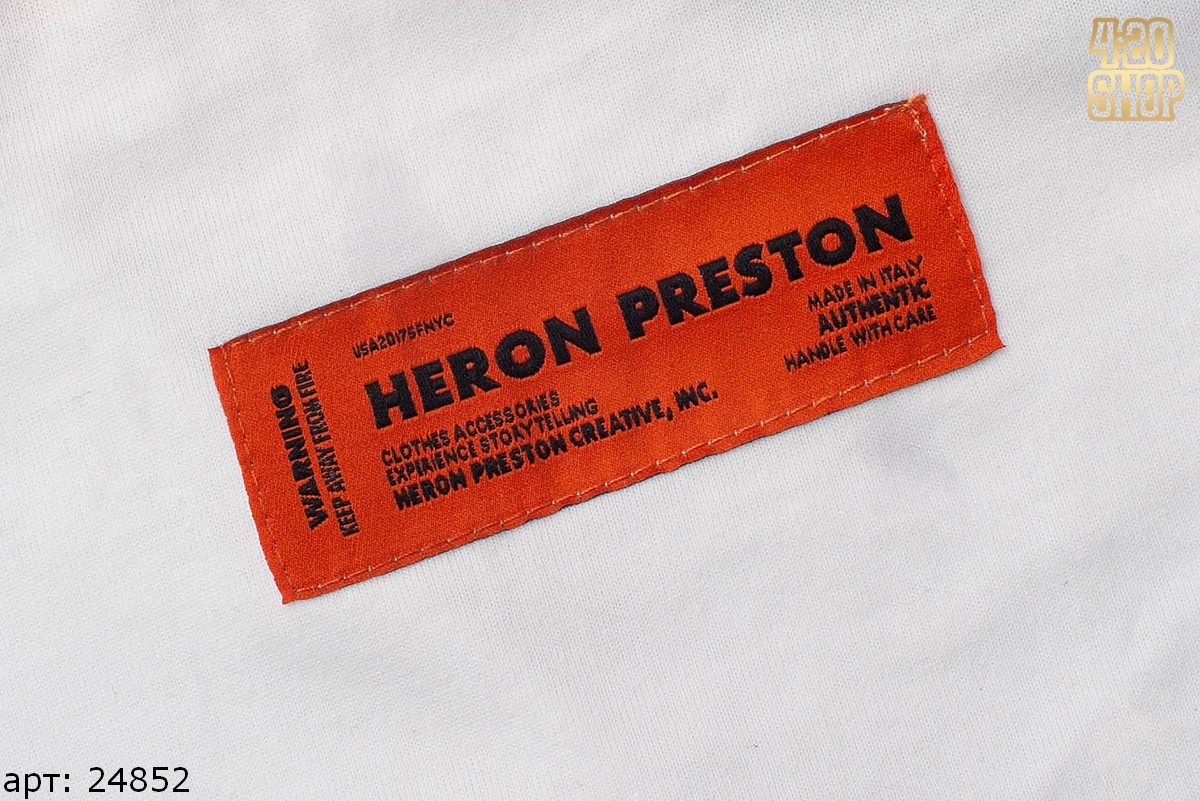 4:20
SHOP
WARNING
KEEP AWAY FROM FIRE
USA20175FNYC
HERON PRESTON
CLOTHES ACCESSORIES
EXPERIENCE STORYTELLING
HERON PRESTON CREATIVE, INC.
MADE IN ITALY
AUTHENTIC
HANDLE WITH CARE
арт: 24852